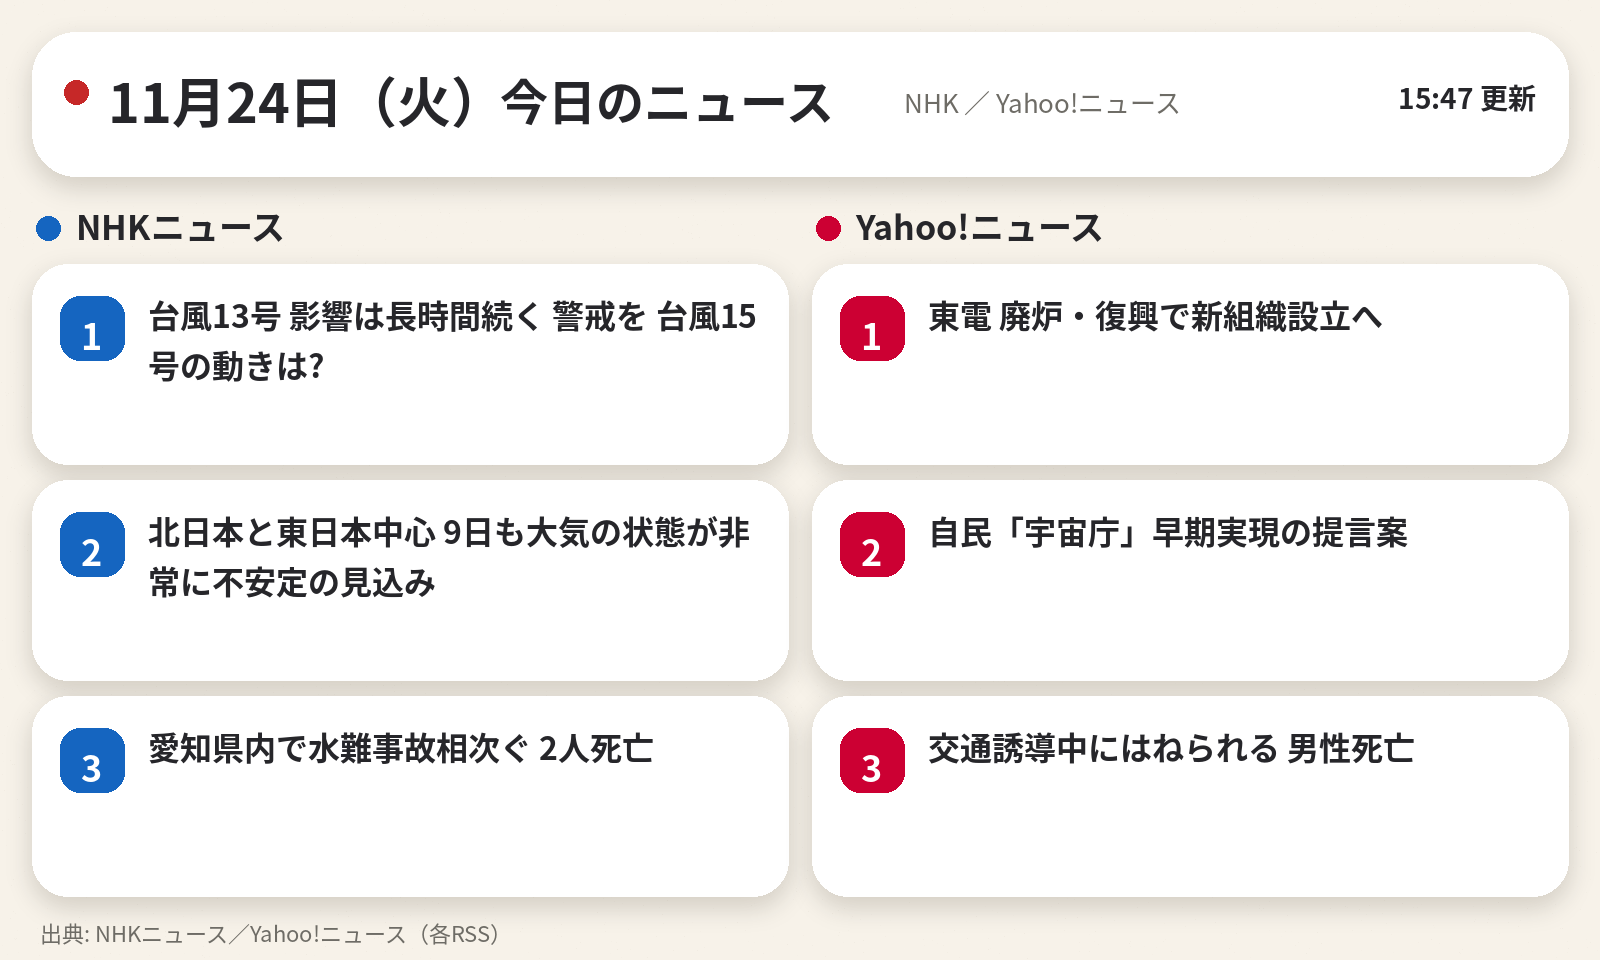 11月24日（火）今日のニュース
NHK ／ Yahoo!ニュース
15:47 更新
NHKニュース
1
台風13号 影響は長時間続く 警戒を 台風15
号の動きは?
2
北日本と東日本中心 9日も大気の状態が非
常に不安定の見込み
3
愛知県内で水難事故相次ぐ 2人死亡
Yahoo!ニュース
1
東電 廃炉・復興で新組織設立へ
2
自民「宇宙庁」早期実現の提言案
3
交通誘導中にはねられる 男性死亡
出典: NHKニュース／Yahoo!ニュース（各RSS）